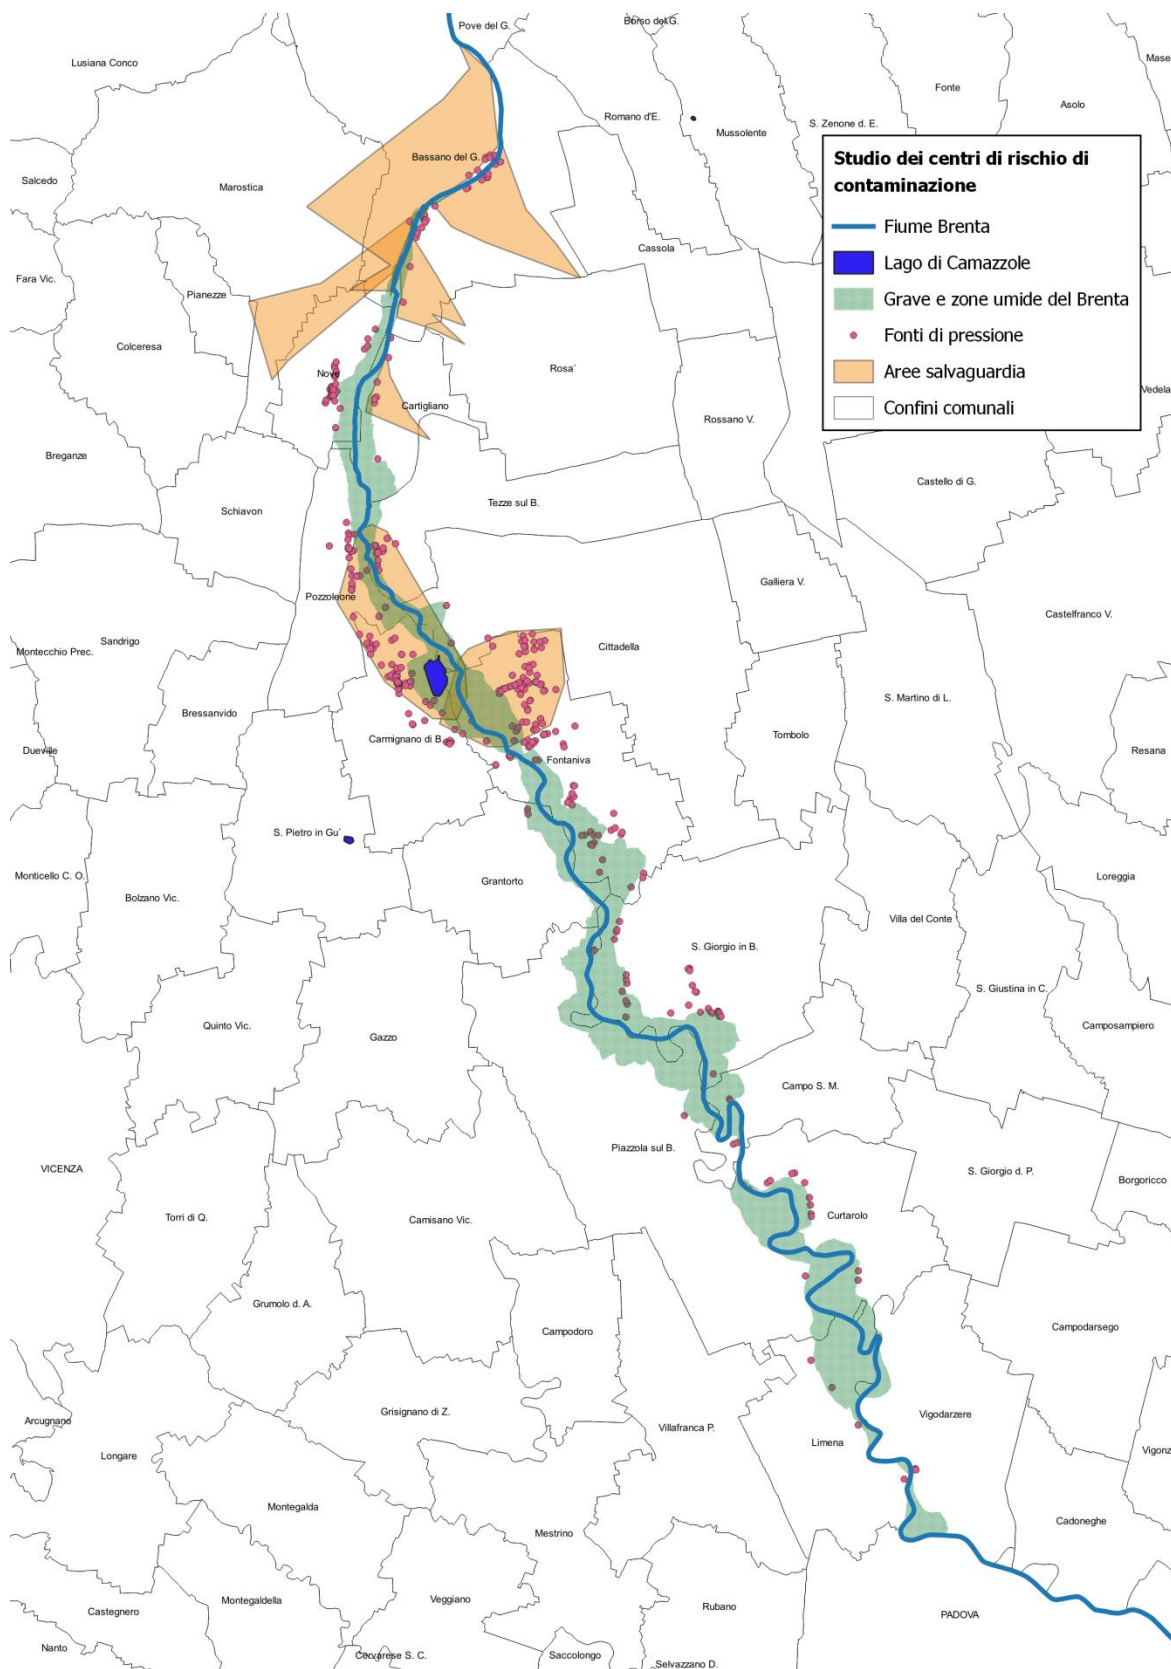 Pove del G.
Borso del G.
Lusiana Conco
Mase
Fonte
Asolo
Romano d'E.
Mussolente
S. Zenone d. E.
Studio dei centri di rischio di
contaminazione
Fiume Brenta
Lago di Camazzole
Grave e zone umide del Brenta
Fonti di pressione
Aree salvaguardia
Confini comunali
Bassano del G.
Salcedo
Marostica
Cassola
Fara Vic.
Pianezze
Colceresa
Nove
Rosa`
Vedela
Cartigliano
Rossano V.
Breganze
Castello di G.
Tezze sul B.
Schiavon
Galliera V.
Pozzoleone
Castelfranco V.
Sandrigo
Cittadella
Montecchio Prec.
S. Martino di L.
Bressanvido
Tombolo
Carmignano di B.
Dueville
Resana
Fontaniva
S. Pietro in Gu`
Monticello C. O.
Grantorto
Loreggia
Bolzano Vic.
Villa del Conte
S. Giorgio in B.
S. Giustina in C.
Quinto Vic.
Camposampiero
Gazzo
Campo S. M.
Piazzola sul B.
VICENZA
S. Giorgio d. P.
Borgoricco
Torri di Q.
Camisano Vic.
Curtarolo
Grumolo d. A.
Campodoro
Campodarsego
Grisignano di Z.
Vigodarzere
Arcugnano
Villafranca P.
Limena
Longare
Vigonz
Montegalda
Cadoneghe
Mestrino
Montegaldella
Veggiano
Rubano
Castegnero
PADOVA
Nanto
Cervarese S. C.
Saccolongo
Selvazzano D.